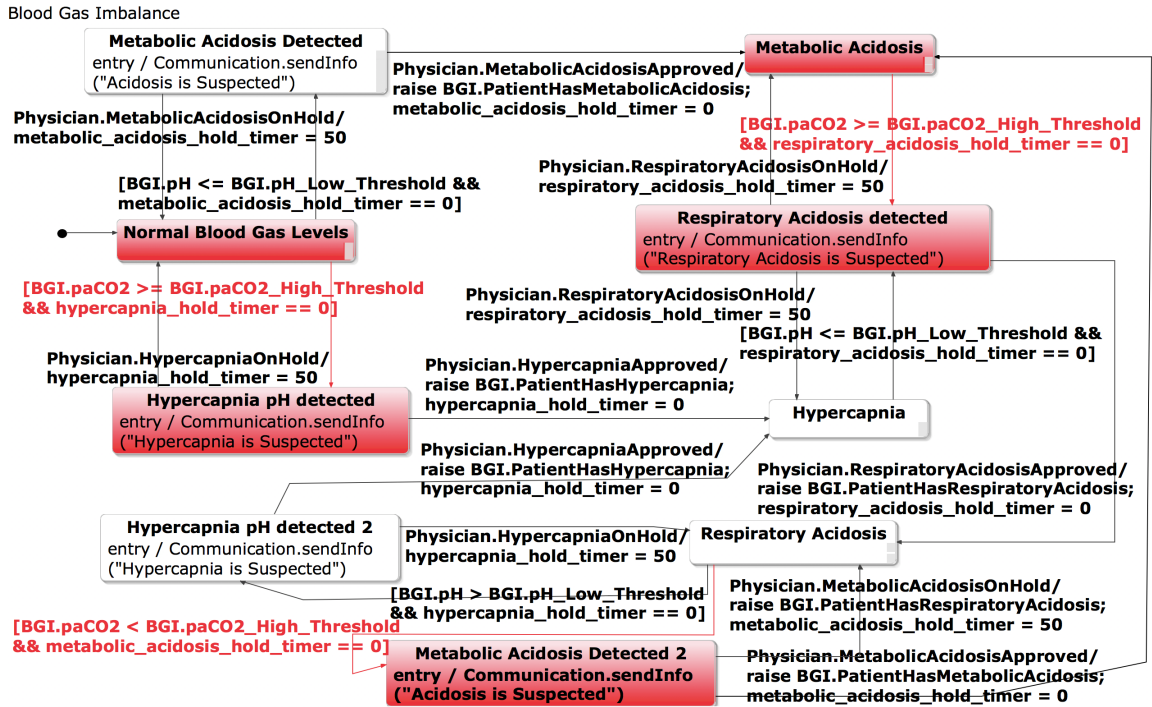 Blood Gas Imbalance
Metabolic Acidosis Detected
entry / Communication.sendInfo
("Acidosis is Suspected")
Metabolic Acidosis
Physician.MetabolicAcidosisApproved/
raise BGI.PatientHasMetabolicAcidosis;
metabolic_acidosis_hold_timer = 0
Physician.MetabolicAcidosisOnHold/
metabolic_acidosis_hold_timer = 50
[BGI.paCO2 >= BGI.paCO2_High_Threshold
&& respiratory_acidosis_hold_timer == 0]
Physician.RespiratoryAcidosisOnHold/
respiratory_acidosis_hold_timer = 50
[BGI.pH <= BGI.pH_Low_Threshold &&
metabolic_acidosis_hold_timer == 0]
Normal Blood Gas Levels
Respiratory Acidosis detected
entry / Communication.sendInfo
("Respiratory Acidosis is Suspected")
[BGI.paCO2 >= BGI.paCO2_High_Threshold
&& hypercapnia_hold_timer == 0]
Physician.RespiratoryAcidosisOnHold/
respiratory_acidosis_hold_timer = 50
[BGI.pH <= BGI.pH_Low_Threshold &&
respiratory_acidosis_hold_timer == 0]
Physician.HypercapniaOnHold/
hypercapnia_hold_timer = 50
Physician.HypercapniaApproved/
raise BGI.PatientHasHypercapnia;
hypercapnia_hold_timer = 0
Hypercapnia pH detected
entry / Communication.sendInfo
("Hypercapnia is Suspected")
Hypercapnia
Physician.HypercapniaApproved/
raise BGI.PatientHasHypercapnia;
hypercapnia_hold_timer = 0
Physician.RespiratoryAcidosisApproved/
raise BGI.PatientHasRespiratoryAcidosis;
respiratory_acidosis_hold_timer = 0
Hypercapnia pH detected 2
entry / Communication.sendInfo
("Hypercapnia is Suspected")
Physician.HypercapniaOnHold/
hypercapnia_hold_timer = 50
Respiratory Acidosis
[BGI.pH > BGI.pH_Low_Threshold
&& hypercapnia_hold_timer == 0]
Physician.MetabolicAcidosisOnHold/
raise BGI.PatientHasRespiratoryAcidosis;
metabolic_acidosis_hold_timer = 50
[BGI.paCO2 < BGI.paCO2_High_Threshold
&& metabolic_acidosis_hold_timer == 0]
Metabolic Acidosis Detected 2
entry / Communication.sendInfo
("Acidosis is Suspected")
Physician.MetabolicAcidosisApproved/
raise BGI.PatientHasMetabolicAcidosis;
metabolic_acidosis_hold_timer = 0